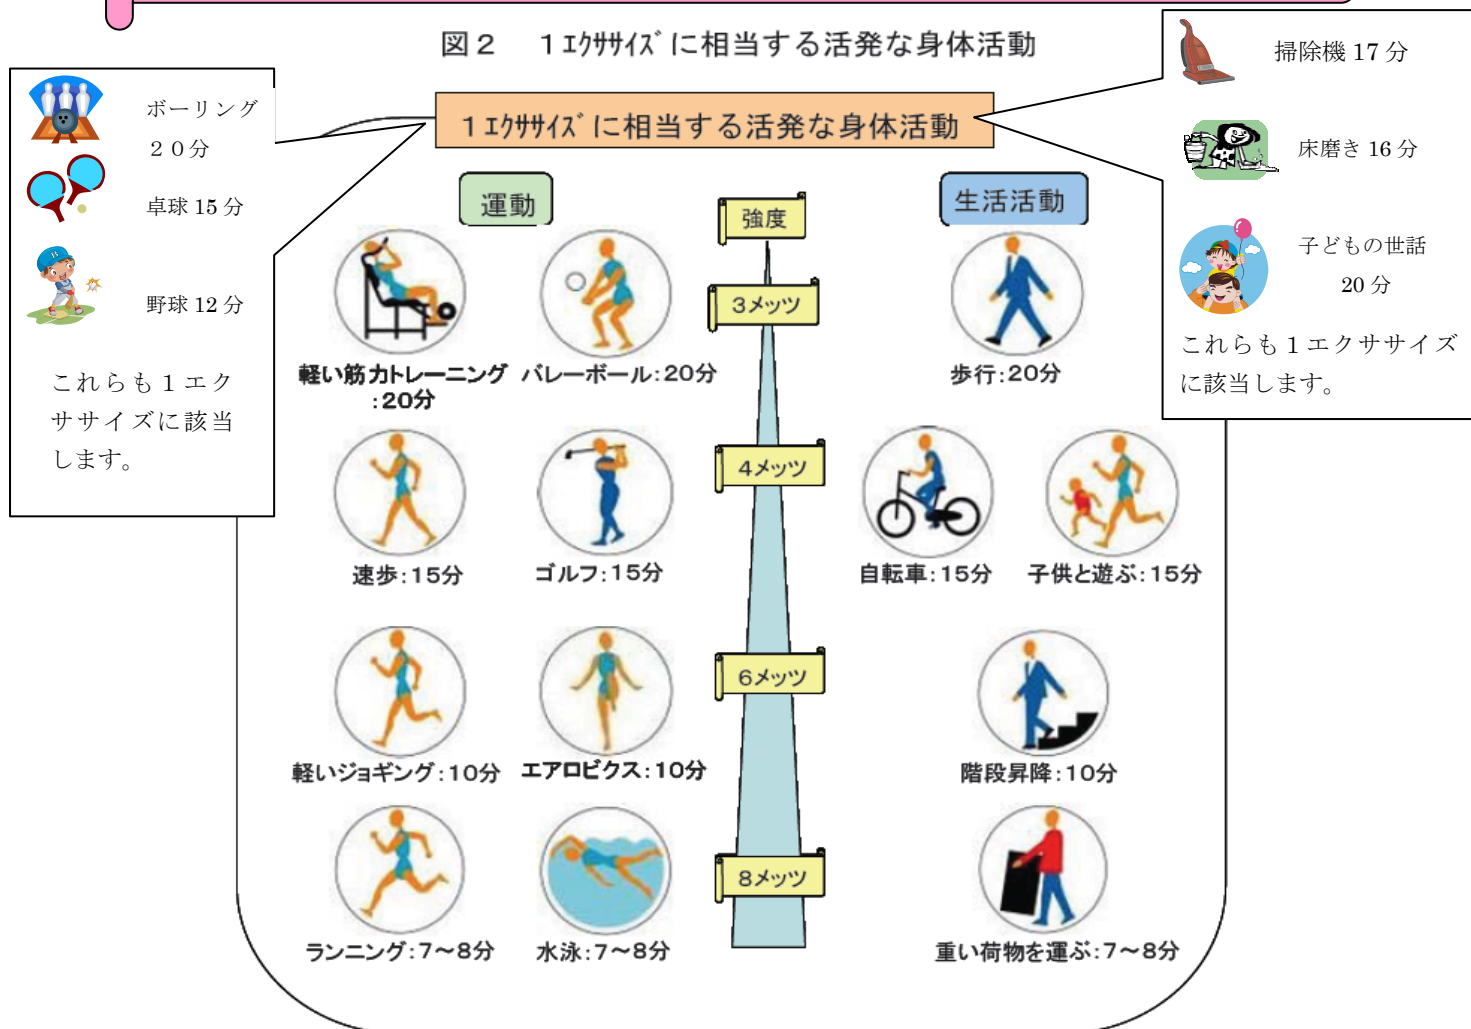 図２　１ｴｸｻｻｲｽﾞに相当する活発な身体活動
１ｴｸｻｻｲｽﾞに相当する活発な身体活動
ボーリング
２０分
卓球 15 分
野球 12 分
これらも 1 エク
ササイズに該当
します。
掃除機 17 分
床磨き 16 分
子どもの世話
20 分
これらも 1 エクササイズ
に該当します。
運動
強度
生活活動
3メッツ
軽い筋力トレーニング
:20分
バレーボール:20分
歩行:20分
4メッツ
速歩:15分
ゴルフ:15分
自転車:15分
子供と遊ぶ:15分
6メッツ
軽いジョギング:10分
エアロビクス:10分
階段昇降:10分
8メッツ
ランニング:7～8分
水泳:7～8分
重い荷物を運ぶ:7～8分